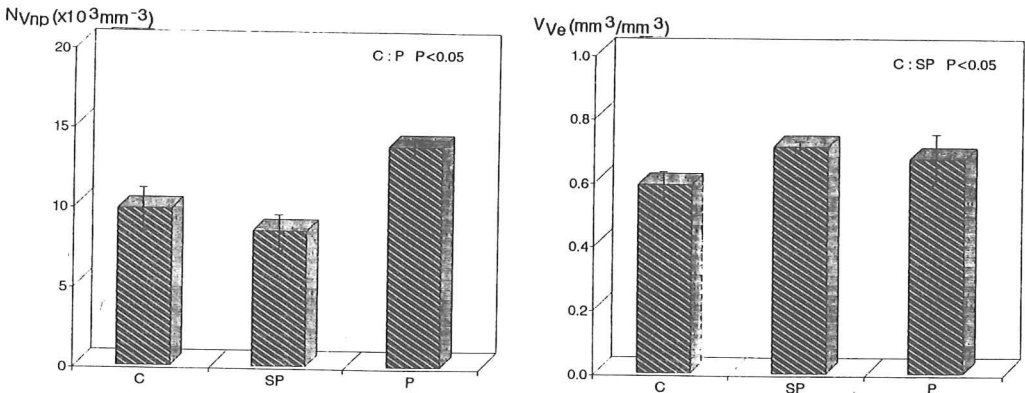 N_Vnp (x10³mm⁻³)
20
C : P P<0.05
15
10
5
0
C SP P
V_Ve (mm³/mm³)
1.0
C : SP P<0.05
0.8
0.6
0.4
0.2
0.0
C SP P